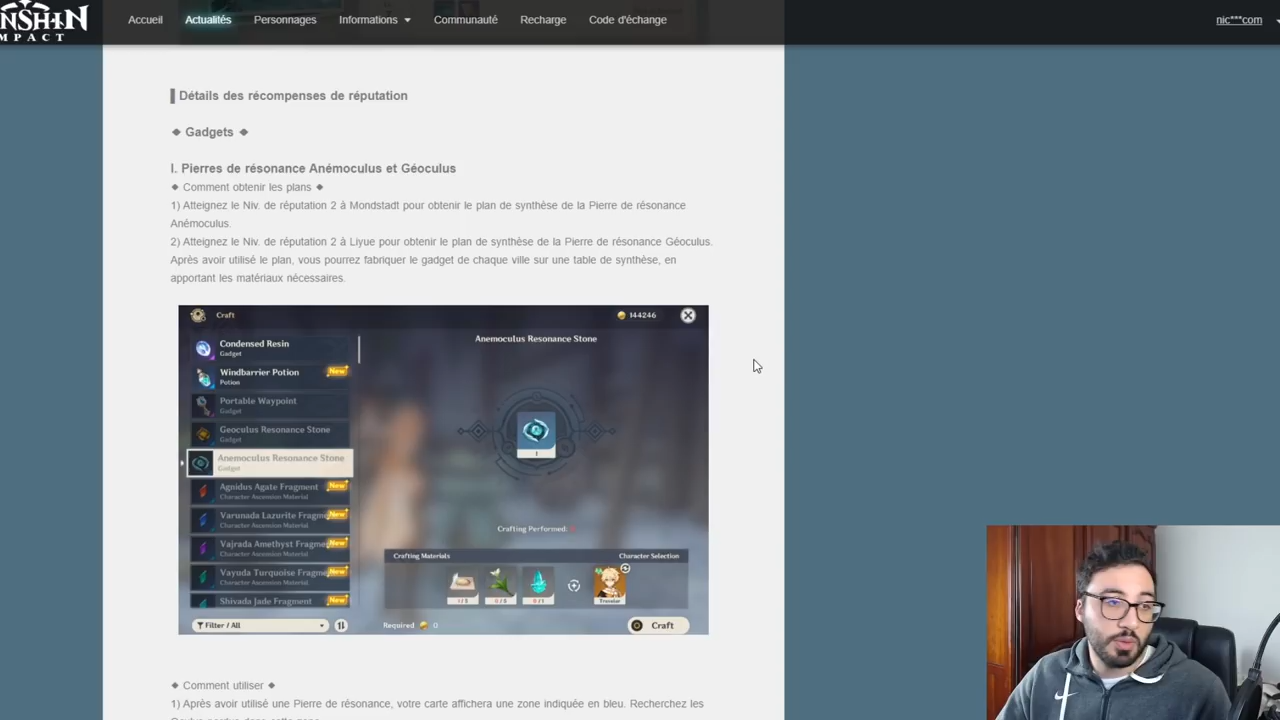 ENSHIN
MPACT
Accueil
Actualités
Personnages
Informations
Communauté
Recharge
Code d'échange
nic***com
Détails des récompenses de réputation
◆ Gadgets ◆
I. Pierres de résonance Anémoculus et Géoculus
◆ Comment obtenir les plans ◆
1) Atteignez le Niv. de réputation 2 à Mondstadt pour obtenir le plan de synthèse de la Pierre de résonance
Anémoculus.
2) Atteignez le Niv. de réputation 2 à Liyue pour obtenir le plan de synthèse de la Pierre de résonance Géoculus.
Après avoir utilisé le plan, vous pourrez fabriquer le gadget de chaque ville sur une table de synthèse, en
apportant les matériaux nécessaires.
Craft
144246
Condensed Resin
Gadget
Windbarrier Potion
Potion
New
Portable Waypoint
Gadget
Geoculus Resonance Stone
Gadget
Anemoculus Resonance Stone
Gadget
Agnidus Agate Fragment
Character Ascension Material
New
Varunada Lazurite Fragme
Character Ascension Material
New
Vajrada Amethyst Fragme
Character Ascension Material
New
Vayuda Turquoise Fragme
Character Ascension Material
New
Shivada Jade Fragment
New
Filter / All
Anemoculus Resonance Stone
1
Crafting Performed:
Crafting Materials
Character Selection
Traveler
Required
0
Craft
◆ Comment utiliser ◆
1) Après avoir utilisé une Pierre de résonance, votre carte affichera une zone indiquée en bleu. Recherchez les